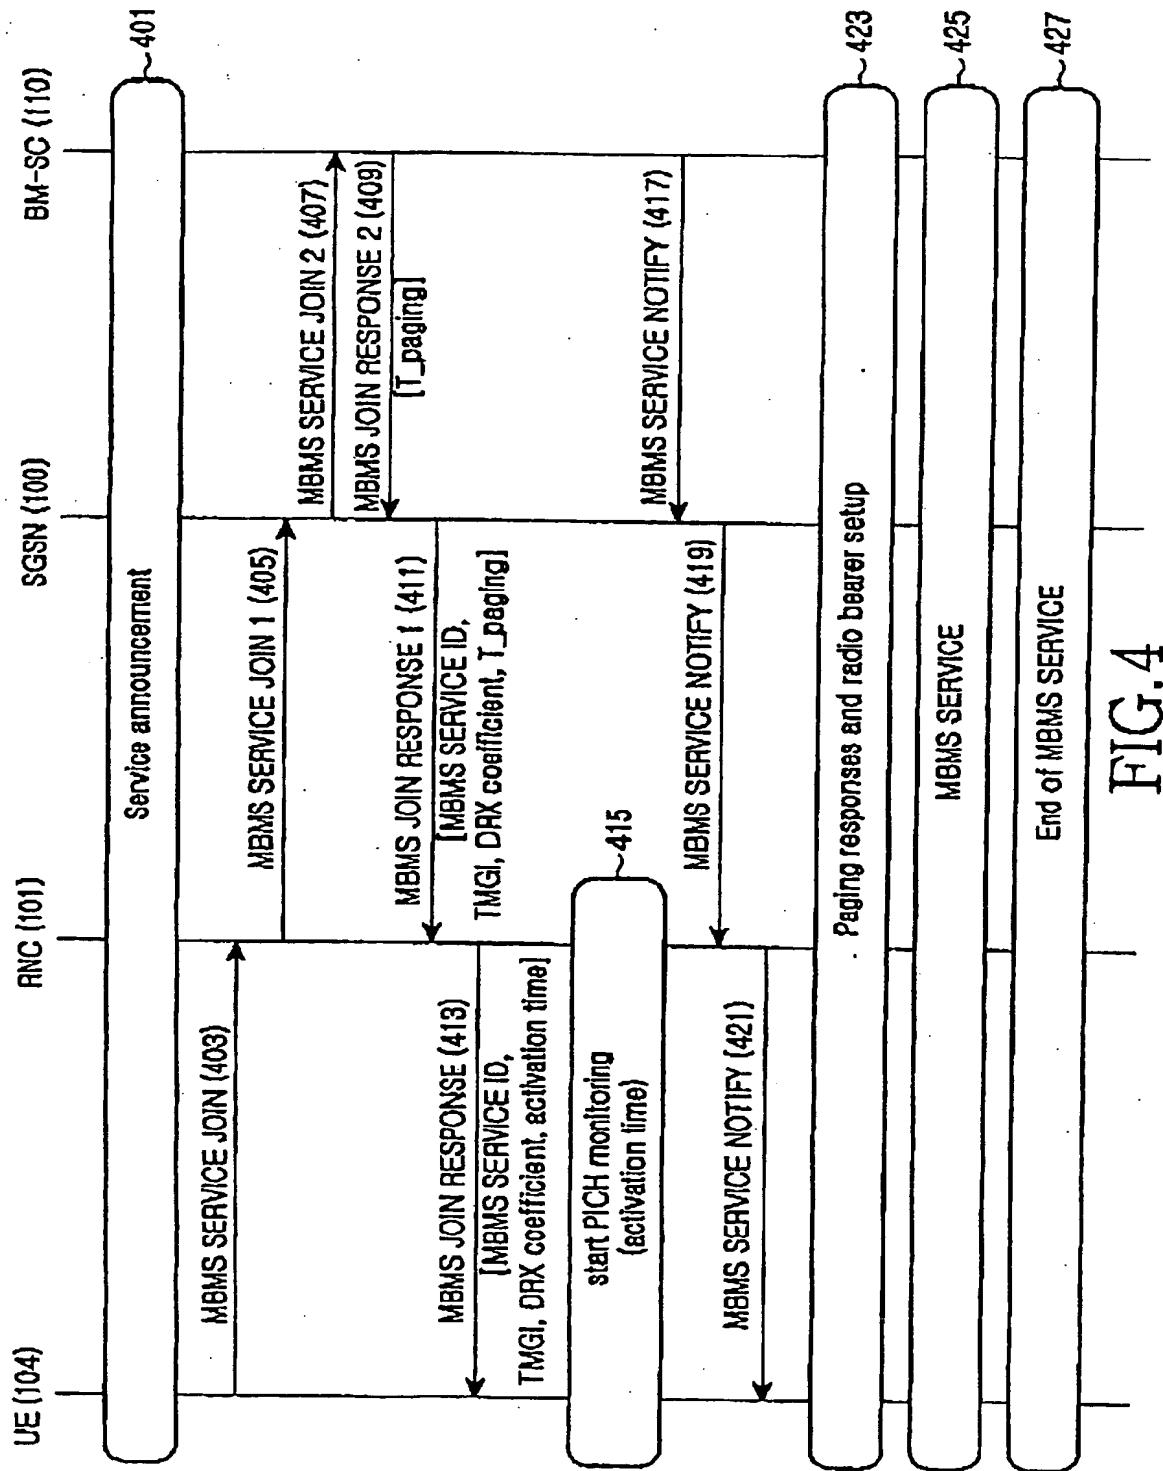 UE (104)
RNC (101)
SGSN (100)
BM-SC (110)
Service announcement
401
MBMS SERVICE JOIN (403)
MBMS SERVICE JOIN 1 (405)
MBMS SERVICE JOIN 2 (407)
MBMS JOIN RESPONSE 2 (409)
[T_paging]
MBMS JOIN RESPONSE 1 (411)
[MBMS SERVICE ID,
TMGI, DRX coefficient, T_paging]
MBMS JOIN RESPONSE (413)
[MBMS SERVICE ID,
TMGI, DRX coefficient, activation time]
start PICH monitoring
(activation time)
415
MBMS SERVICE NOTIFY (417)
MBMS SERVICE NOTIFY (419)
MBMS SERVICE NOTIFY (421)
Paging responses and radio bearer setup
423
MBMS SERVICE
425
End of MBMS SERVICE
427
FIG.4